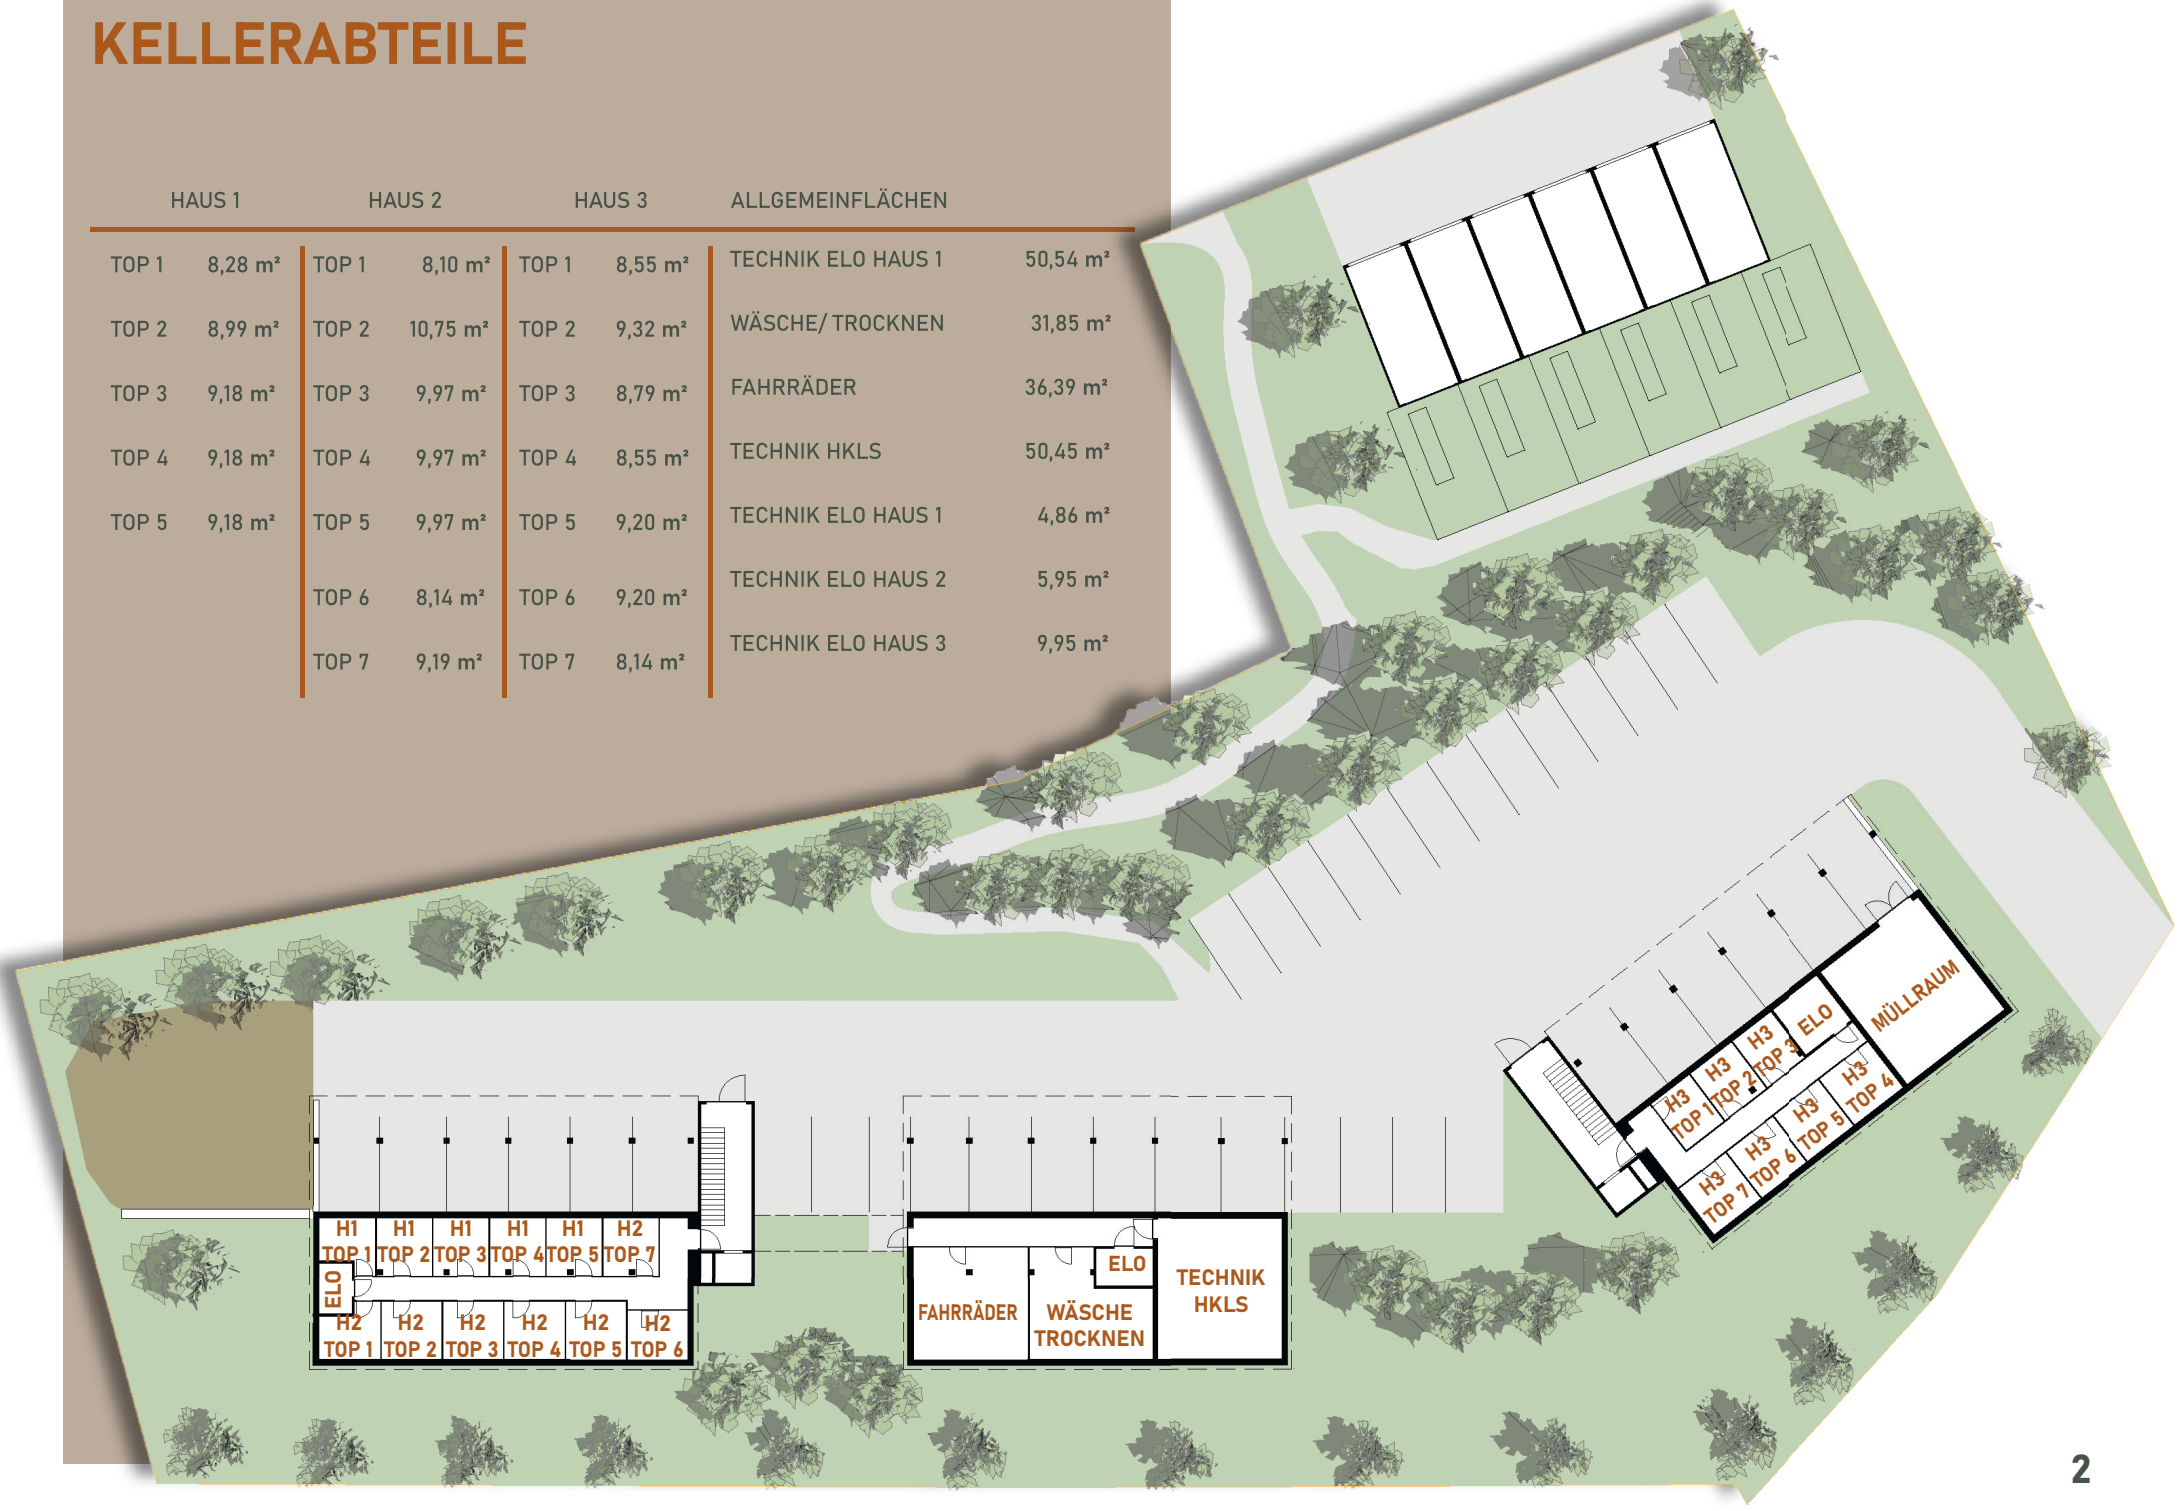 KELLERABTEILE
HAUS 1 HAUS 2 HAUS 3 ALLGEMEINFLÄCHEN
TOP 1 8,28 m² TOP 1 8,10 m² TOP 1 8,55 m² TECHNIK ELO HAUS 1 50,54 m²
TOP 2 8,99 m² TOP 2 10,75 m² TOP 2 9,32 m² WÄSCHE/ TROCKNEN 31,85 m²
TOP 3 9,18 m² TOP 3 9,97 m² TOP 3 8,79 m² FAHRRÄDER 36,39 m²
TOP 4 9,18 m² TOP 4 9,97 m² TOP 4 8,55 m² TECHNIK HKLS 50,45 m²
TOP 5 9,18 m² TOP 5 9,97 m² TOP 5 9,20 m² TECHNIK ELO HAUS 1 4,86 m²
TOP 6 8,14 m² TOP 6 9,20 m² TECHNIK ELO HAUS 2 5,95 m²
TOP 7 9,19 m² TOP 7 8,14 m² TECHNIK ELO HAUS 3 9,95 m²
MÜLLRAUM
ELO
H3
TOP 3
H3
TOP 2
H3
TOP 1
H3
TOP 4
H3
TOP 5
H3
TOP 6
H3
TOP 7
H1 H1 H1 H1 H1 H2
TOP 1 TOP 2 TOP 3 TOP 4 TOP 5 TOP 7
ELO
H2 H2 H2 H2 H2 H2
TOP 1 TOP 2 TOP 3 TOP 4 TOP 5 TOP 6
ELO
FAHRRÄDER
WÄSCHE
TROCKNEN
TECHNIK
HKLS
2